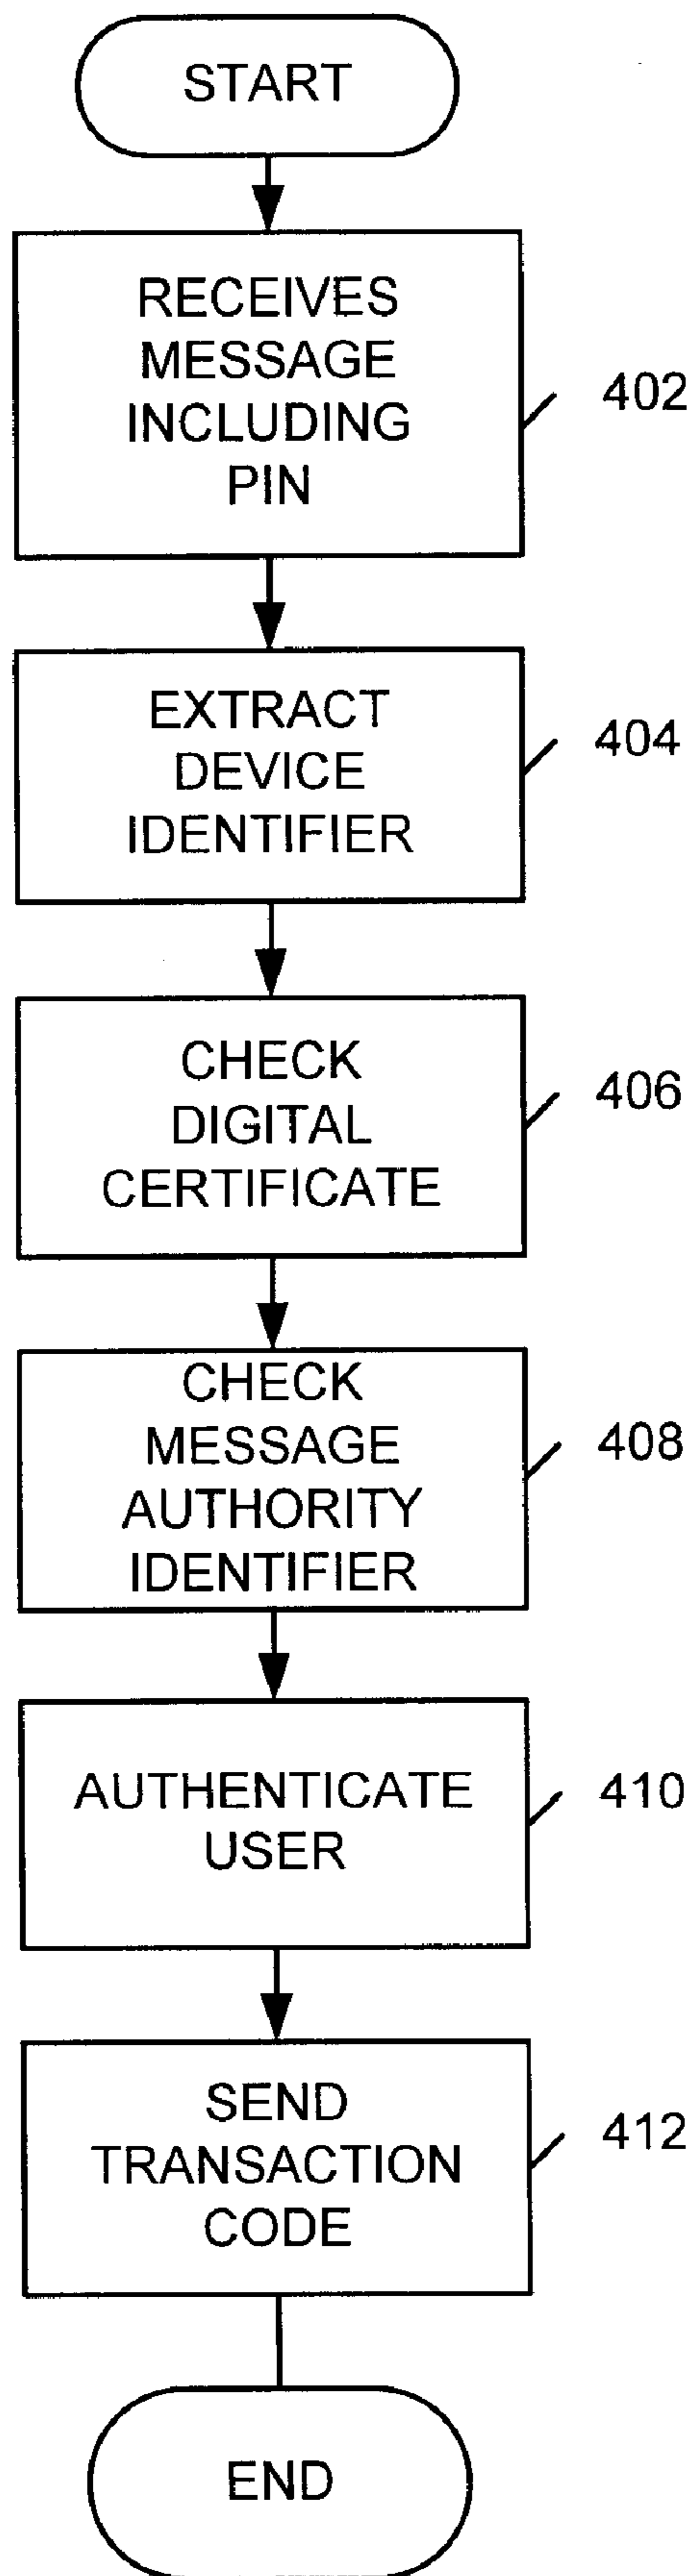 START
RECEIVES
MESSAGE
INCLUDING
PIN
402
EXTRACT
DEVICE
IDENTIFIER
404
CHECK
DIGITAL
CERTIFICATE
406
CHECK
MESSAGE
AUTHORITY
IDENTIFIER
408
AUTHENTICATE
USER
410
SEND
TRANSACTION
CODE
412
END